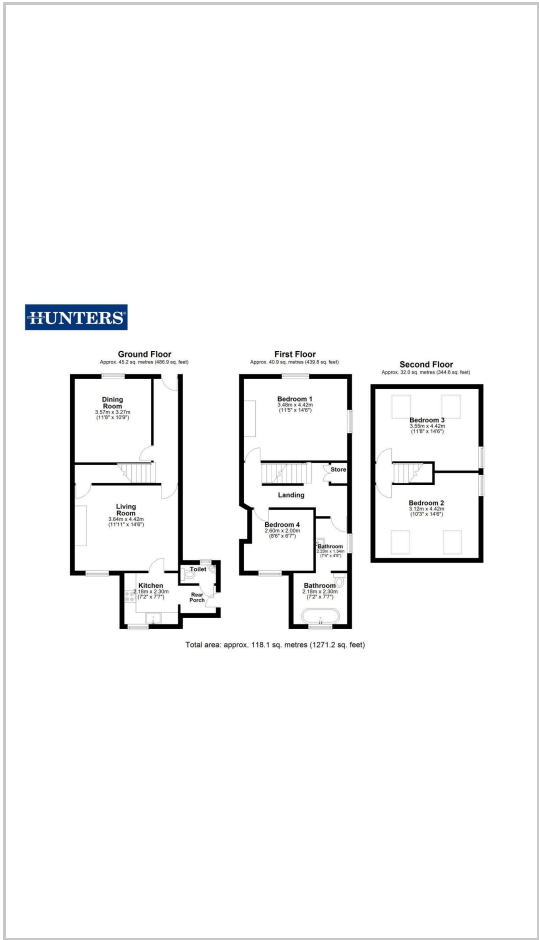 HUNTERS
Ground Floor
Approx. 45.2 sq. metres (486.9 sq. feet)
Dining
Room
3.57m x 3.27m
(11'8" x 10'9")
Living
Room
3.64m x 4.42m
(11'11" x 14'6")
Kitchen
2.18m x 2.30m
(7'2" x 7'7")
Toilet
Rear
Porch
First Floor
Approx. 40.9 sq. metres (439.8 sq. feet)
Bedroom 1
3.48m x 4.42m
(11'5" x 14'6")
Store
Landing
Bedroom 4
2.60m x 2.00m
(8'6" x 6'7")
Bathroom
Bathroom
2.18m x 2.30m
(7'2" x 7'7")
Second Floor
Approx. 32.0 sq. metres (344.6 sq. feet)
Bedroom 3
3.55m x 4.42m
(11'8" x 14'6")
Bedroom 2
3.12m x 4.42m
(10'3" x 14'6")
Total area: approx. 118.1 sq. metres (1271.2 sq. feet)